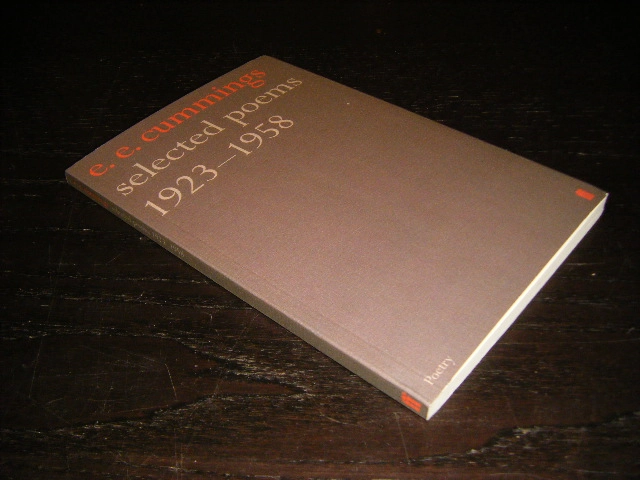 e. e. cummings
selected poems
1923–1958
Poetry